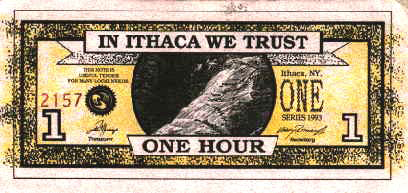 IN ITHACA WE TRUST
THIS NOTE IS
USEFUL TENDER
FOR MANY LOCAL NEEDS
Ithaca, NY.
2157
ONE
SERIES 1993
1
1
Treasury
Secretary
ONE HOUR